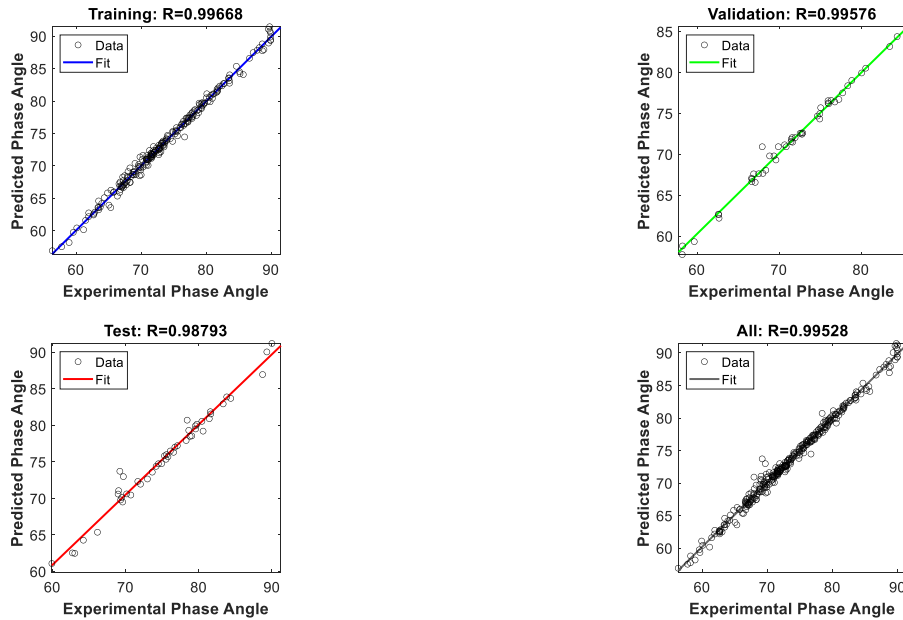 Training: R=0.99668
Predicted Phase Angle
90
85
80
75
70
65
60
Data
Fit
60
70
80
90
Experimental Phase Angle
Validation: R=0.99576
Predicted Phase Angle
85
80
75
70
65
60
Data
Fit
60
70
80
Experimental Phase Angle
Test: R=0.98793
Predicted Phase Angle
90
85
80
75
70
65
60
Data
Fit
60
70
80
90
Experimental Phase Angle
All: R=0.99528
Predicted Phase Angle
90
85
80
75
70
65
60
Data
Fit
60
70
80
90
Experimental Phase Angle